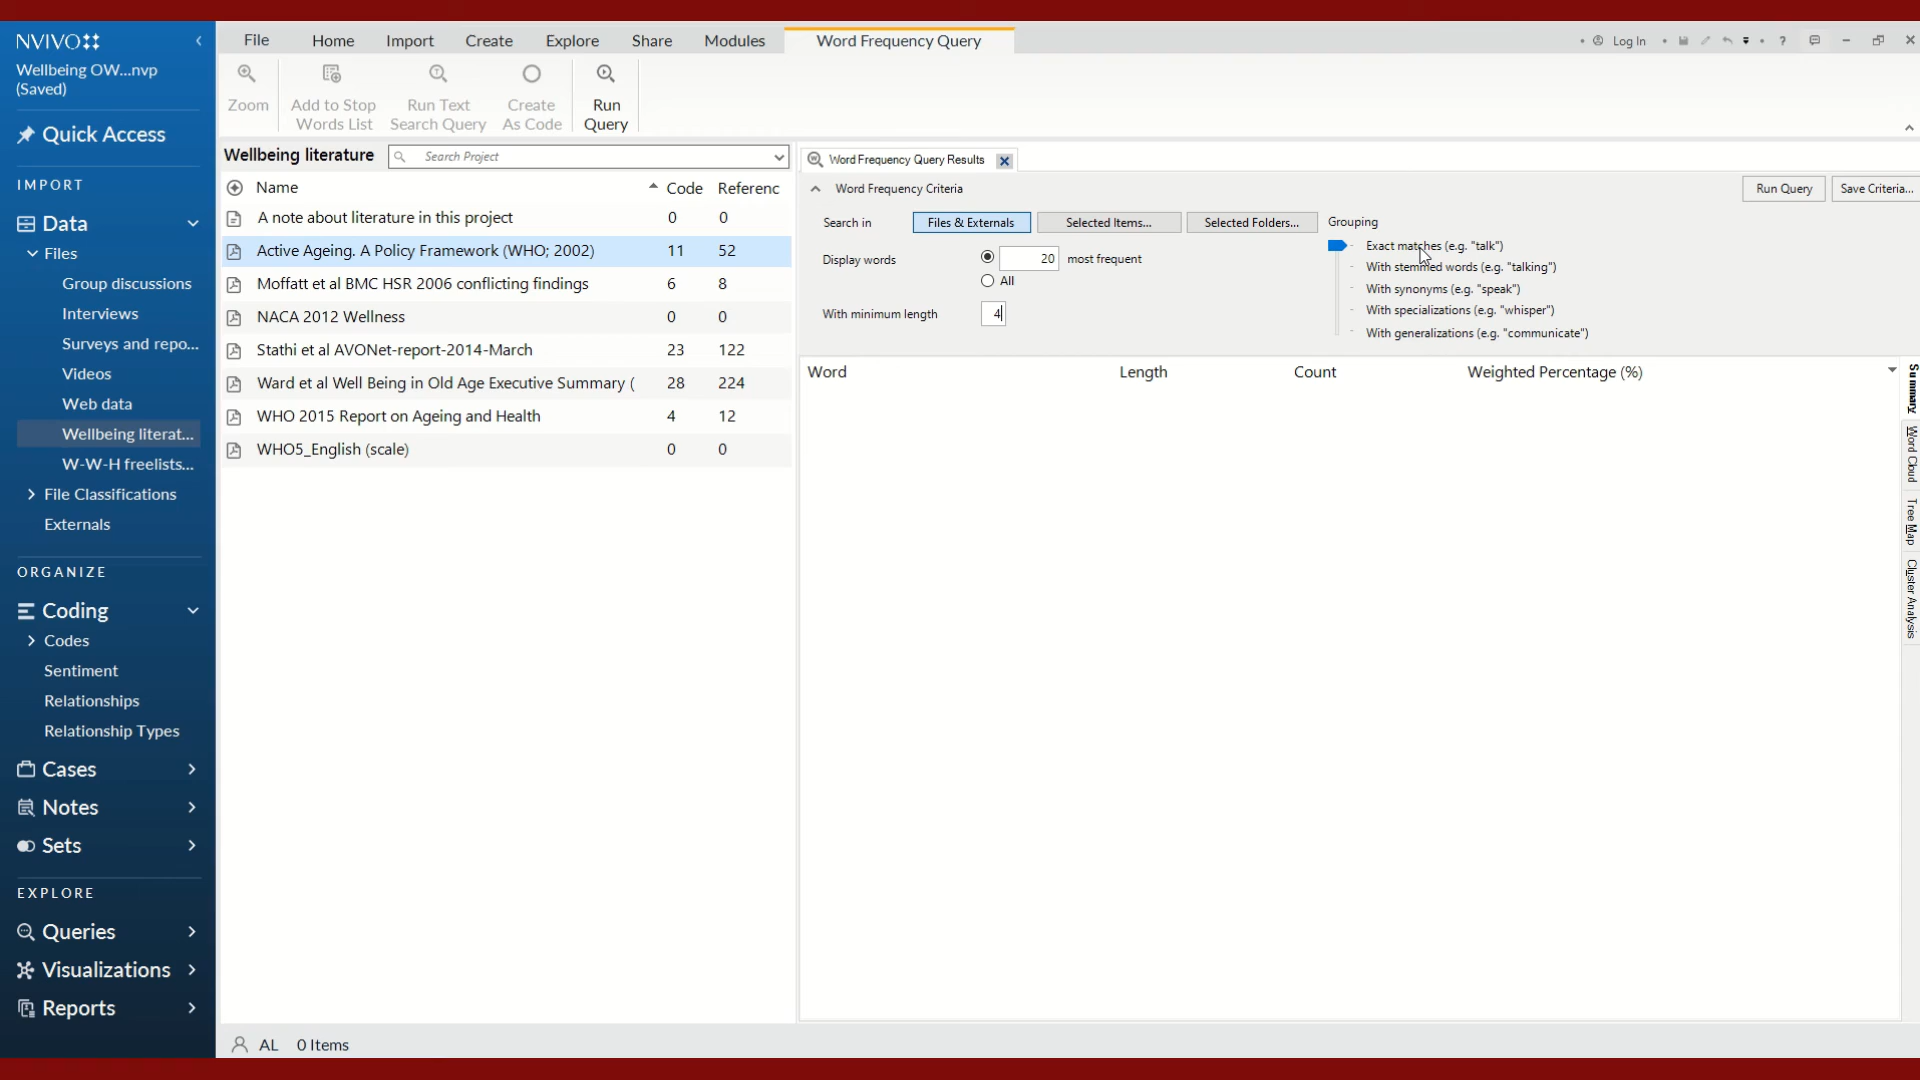 NVIVO
Wellbeing OW...nvp
(Saved)
Quick Access
IMPORT
Data
Files
Group discussions
Interviews
Surveys and repo...
Videos
Web data
Wellbeing literat...
W-W-H freelists...
File Classifications
Externals
ORGANIZE
Coding
Codes
Sentiment
Relationships
Relationship Types
Cases
Notes
Sets
EXPLORE
Queries
Visualizations
Reports
File Home Import Create Explore Share Modules Word Frequency Query
Log In ?
Zoom
Add to Stop
Words List
Run Text
Search Query
Create
As Code
Run
Query
Wellbeing literature Search Project
Name Code Referenc
A note about literature in this project 0 0
Active Ageing. A Policy Framework (WHO; 2002) 11 52
Moffatt et al BMC HSR 2006 conflicting findings 6 8
NACA 2012 Wellness 0 0
Stathi et al AVONet-report-2014-March 23 122
Ward et al Well Being in Old Age Executive Summary ( 28 224
WHO 2015 Report on Ageing and Health 4 12
WHO5_English (scale) 0 0
Word Frequency Query Results
Word Frequency Criteria Run Query Save Criteria...
Search in Files & Externals Selected Items... Selected Folders... Grouping
Display words 20 most frequent
All
With minimum length 4
Exact matches (e.g. "talk")
With stemmed words (e.g. "talking")
With synonyms (e.g. "speak")
With specializations (e.g. "whisper")
With generalizations (e.g. "communicate")
Word Length Count Weighted Percentage (%)
Summary
Word Cloud
Tree Map
Cluster Analysis
AL 0 Items